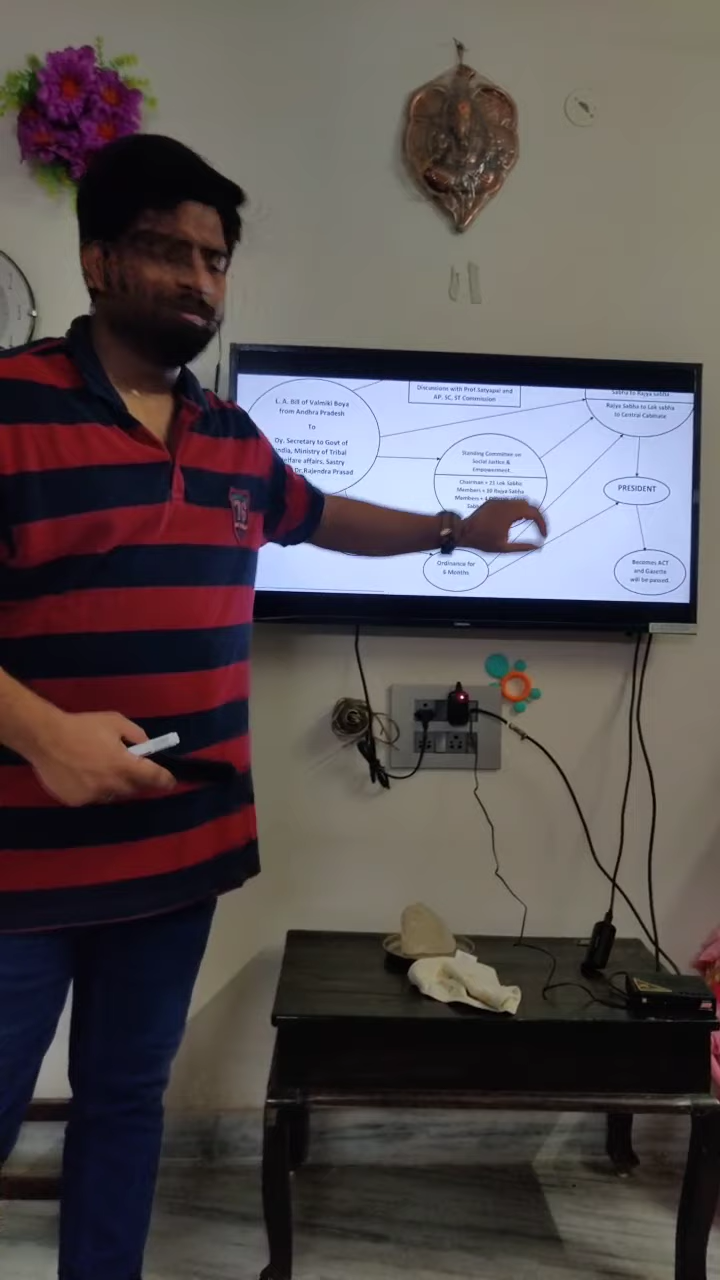 L.A. Bill of Valmiki Boya
from Andhra Pradesh
To
Dy. Secretary to Govt of
India, Ministry of Tribal
Welfare affairs, Sastry
Dr.Rajendra Prasad
Discussions with Prof Satyapal and
AP, SC, ST Commission
Sabha to Rajya Sabha
Rajya Sabha to Lok sabha
to Central Cabinate
Standing Committee on
Social Justice &
Empowerment
Chairman + 21 Lok Sabha
Members + 10 Rajya Sabha
Members +
PRESIDENT
Ordinance for
6 Months
Becomes ACT
and Gazette
will be passed